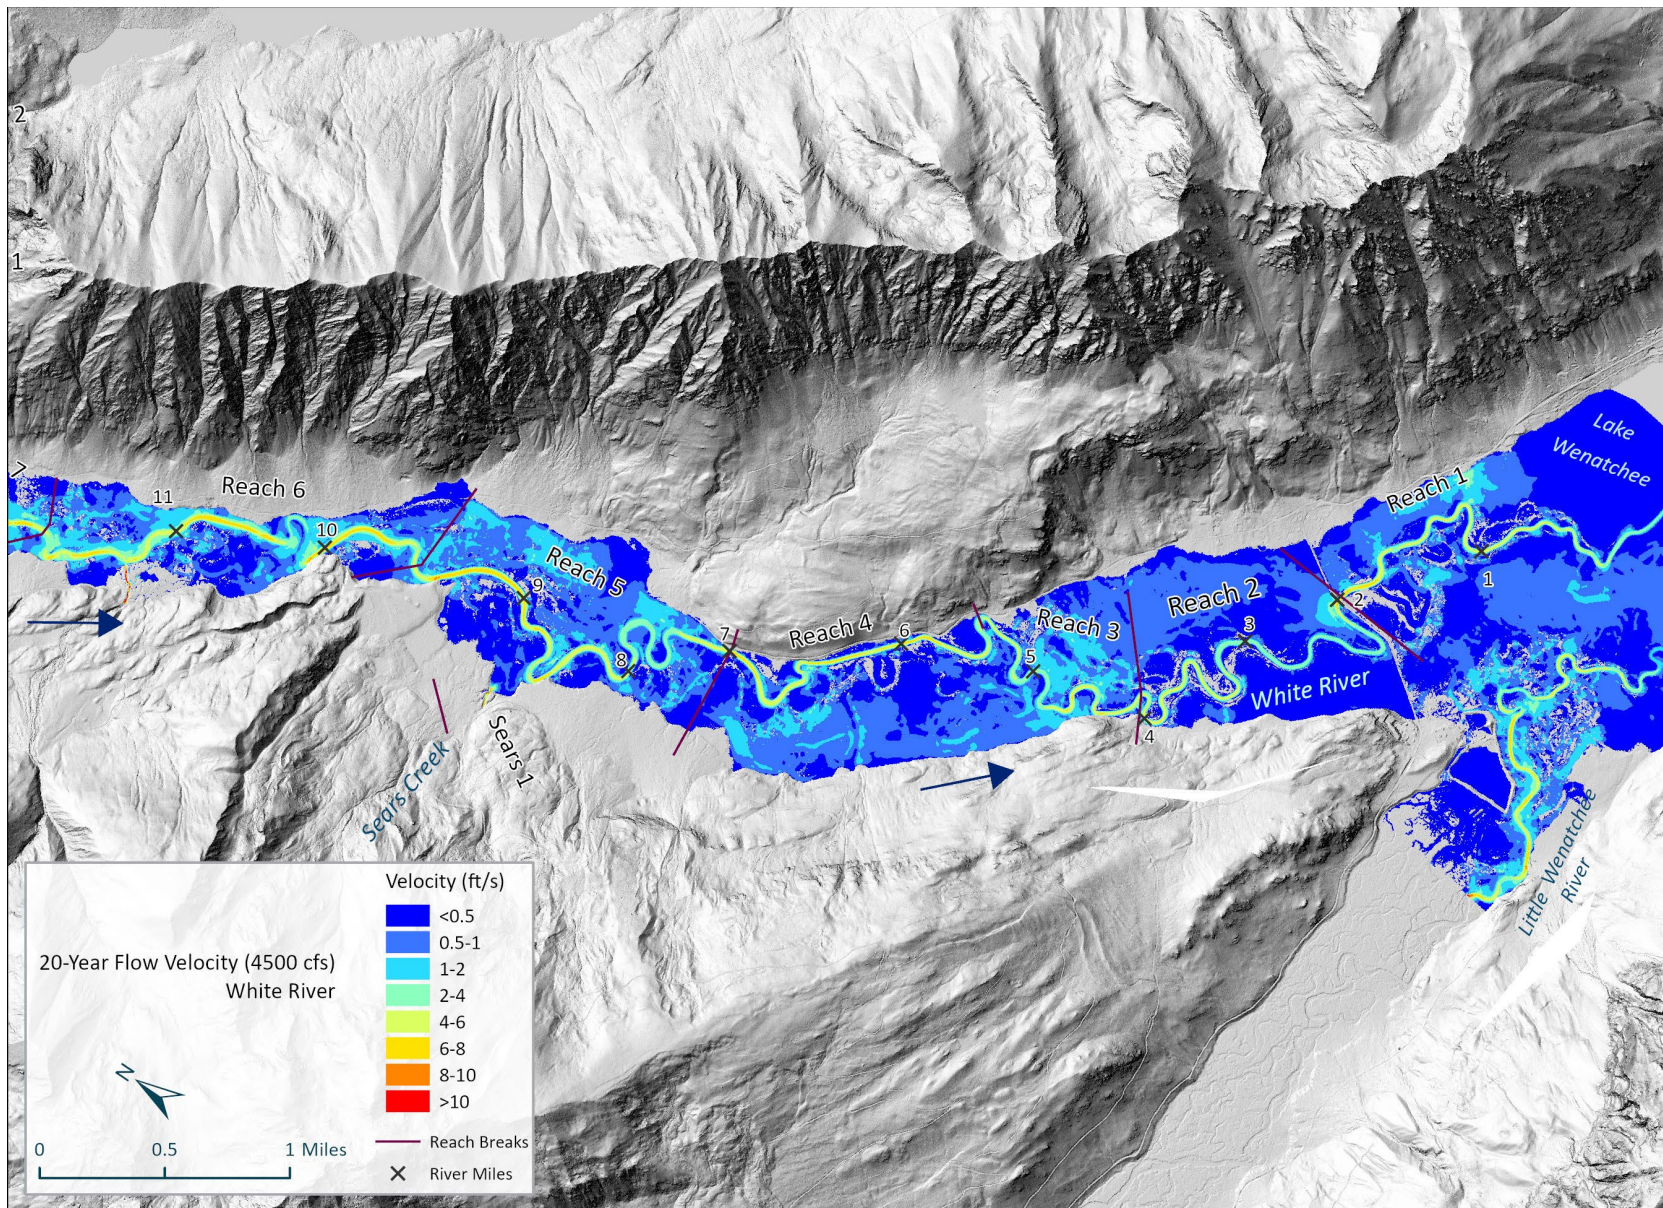 2
1
7
11
Reach 6
10
9
Reach 5
8
7
Reach 4
6
5
Reach 3
4
Reach 2
3
White River
2
Reach 1
1
Lake
Wenatchee
Sears 1
Sears Creek
Little Wenatchee
River
20-Year Flow Velocity (4500 cfs)
White River
N
0 0.5 1 Miles
Velocity (ft/s)
<0.5
0.5-1
1-2
2-4
4-6
6-8
8-10
>10
Reach Breaks
River Miles